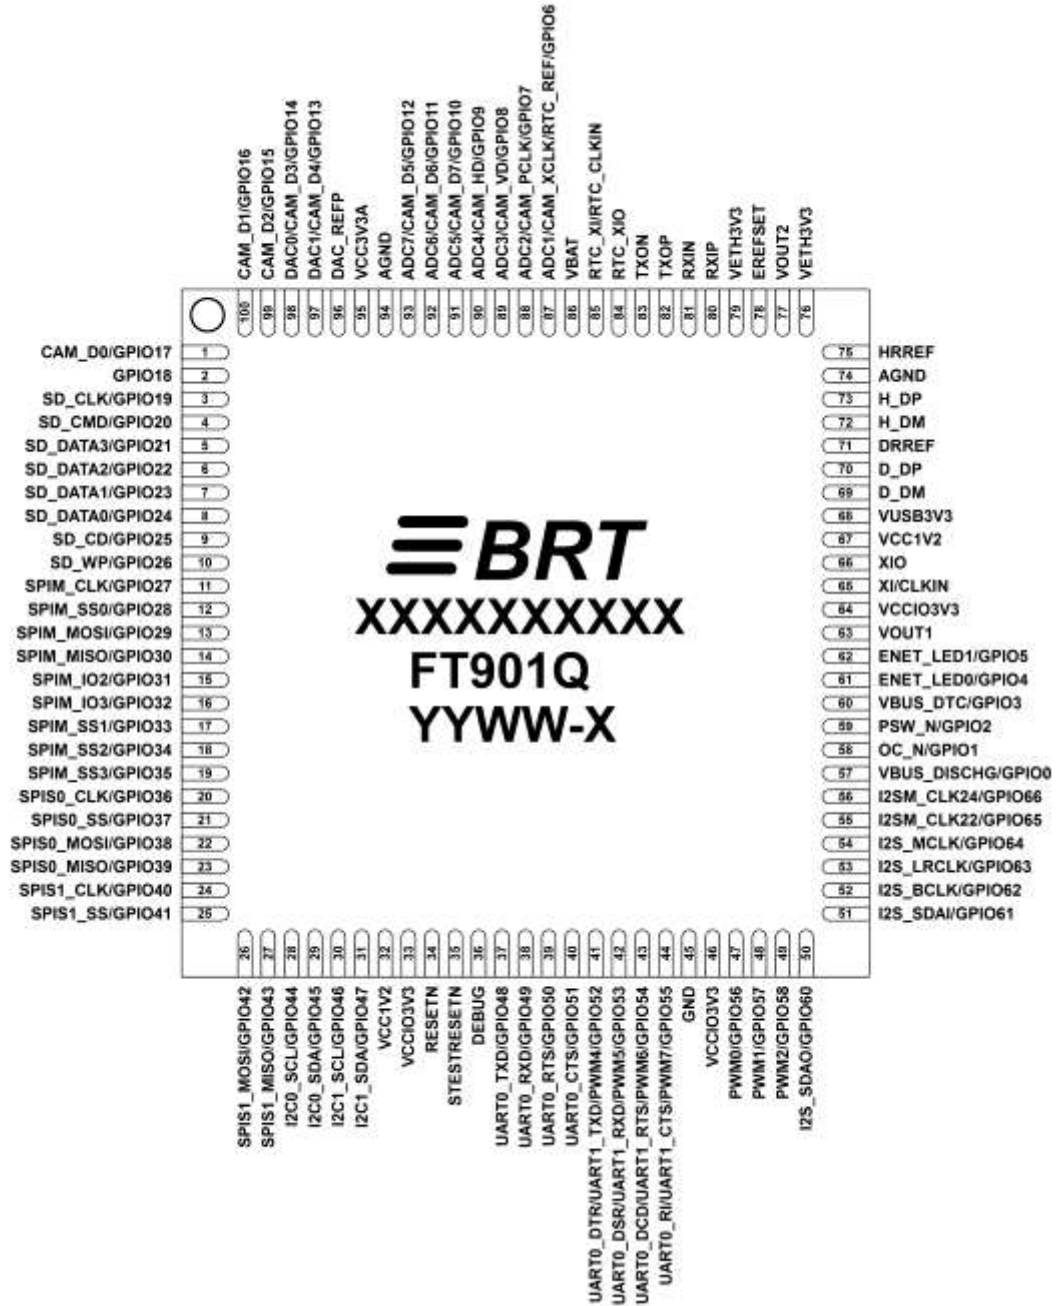 CAM_D1/GPIO16
CAM_D2/GPIO15
DAC0/CAM_D3/GPIO14
DAC1/CAM_D4/GPIO13
DAC_REFP
VCC3V3A
AGND
ADC7/CAM_D5/GPIO12
ADC6/CAM_D6/GPIO11
ADC5/CAM_D7/GPIO10
ADC4/CAM_HD/GPIO9
ADC3/CAM_VD/GPIO8
ADC2/CAM_PCLK/GPIO7
ADC1/CAM_XCLK/RTC_REF/GPIO6
VBAT
RTC_XI/RTC_CLKIN
RTC_XIO
TXON
TXOP
RXIN
RXIP
VETH3V3
EREFSET
VOUT2
VETH3V3
100
99
98
97
96
95
94
93
92
91
90
89
88
87
86
85
84
83
82
81
80
79
78
77
76
CAM_D0/GPIO17 1
GPIO18 2
SD_CLK/GPIO19 3
SD_CMD/GPIO20 4
SD_DATA3/GPIO21 5
SD_DATA2/GPIO22 6
SD_DATA1/GPIO23 7
SD_DATA0/GPIO24 8
SD_CD/GPIO25 9
SD_WP/GPIO26 10
SPIM_CLK/GPIO27 11
SPIM_SS0/GPIO28 12
SPIM_MOSI/GPIO29 13
SPIM_MISO/GPIO30 14
SPIM_IO2/GPIO31 15
SPIM_IO3/GPIO32 16
SPIM_SS1/GPIO33 17
SPIM_SS2/GPIO34 18
SPIM_SS3/GPIO35 19
SPIS0_CLK/GPIO36 20
SPIS0_SS/GPIO37 21
SPIS0_MOSI/GPIO38 22
SPIS0_MISO/GPIO39 23
SPIS1_CLK/GPIO40 24
SPIS1_SS/GPIO41 25
BRT
XXXXXXXXXX
FT901Q
YYWW-X
75 HRREF
74 AGND
73 H_DP
72 H_DM
71 DRREF
70 D_DP
69 D_DM
68 VUSB3V3
67 VCC1V2
66 XIO
65 XI/CLKIN
64 VCCIO3V3
63 VOUT1
62 ENET_LED1/GPIO5
61 ENET_LED0/GPIO4
60 VBUS_DTC/GPIO3
59 PSW_N/GPIO2
58 OC_N/GPIO1
57 VBUS_DISCHG/GPIO0
56 I2SM_CLK24/GPIO66
55 I2SM_CLK22/GPIO65
54 I2S_MCLK/GPIO64
53 I2S_LRCLK/GPIO63
52 I2S_BCLK/GPIO62
51 I2S_SDAI/GPIO61
26
27
28
29
30
31
32
33
34
35
36
37
38
39
40
41
42
43
44
45
46
47
48
49
50
SPIS1_MOSI/GPIO42
SPIS1_MISO/GPIO43
I2C0_SCL/GPIO44
I2C0_SDA/GPIO45
I2C1_SCL/GPIO46
I2C1_SDA/GPIO47
VCC1V2
VCCIO3V3
RESETN
STESTRESETN
DEBUG
UART0_TXD/GPIO48
UART0_RXD/GPIO49
UART0_RTS/GPIO50
UART0_CTS/GPIO51
UART0_DTR/UART1_TXD/PWM4/GPIO52
UART0_DSR/UART1_RXD/PWM5/GPIO53
UART0_DCD/UART1_RTS/PWM6/GPIO54
UART0_RI/UART1_CTS/PWM7/GPIO55
GND
VCCIO3V3
PWM0/GPIO56
PWM1/GPIO57
PWM2/GPIO58
I2S_SDAO/GPIO60